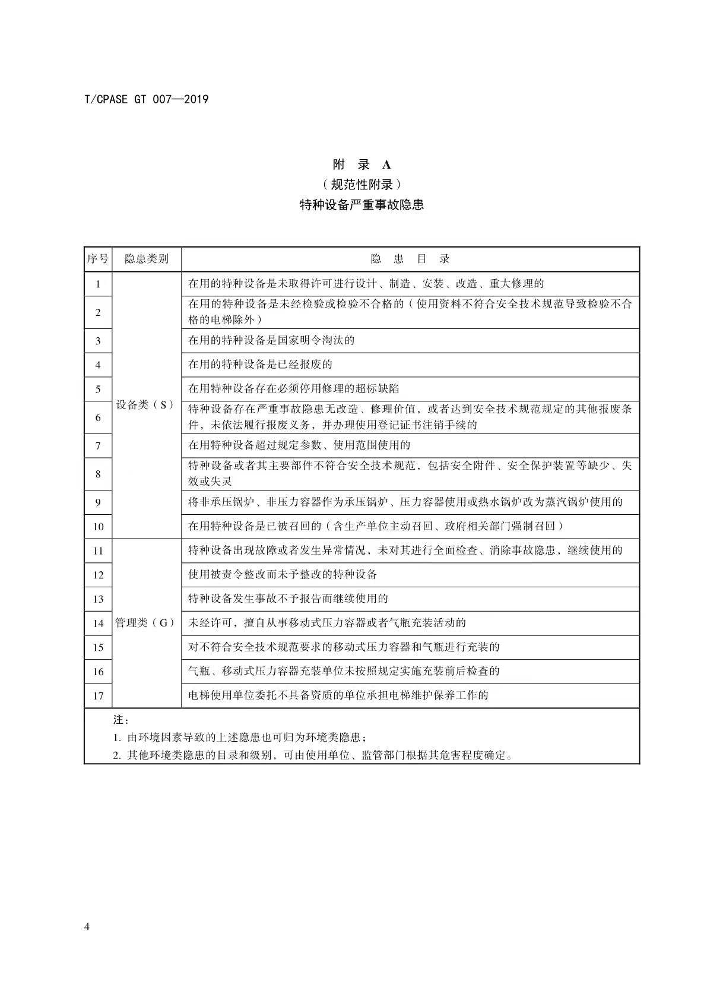 T/CPASE GT 007—2019
附 录 A
（规范性附录）
特种设备严重事故隐患
序号 隐患类别 隐 患 目 录
1 在用的特种设备是未取得许可进行设计、制造、安装、改造、重大修理的
2 在用的特种设备是未经检验或检验不合格的（使用资料不符合安全技术规范导致检验不合
格的电梯除外）
3 在用的特种设备是国家明令淘汰的
4 在用的特种设备是已经报废的
5 在用特种设备存在必须停用修理的超标缺陷
设备类（S）
6 特种设备存在严重事故隐患无改造、修理价值，或者达到安全技术规范规定的其他报废条
件，未依法履行报废义务，并办理使用登记证书注销手续的
7 在用特种设备超过规定参数、使用范围使用的
8 特种设备或者其主要部件不符合安全技术规范，包括安全附件、安全保护装置等缺少、失
效或失灵
9 将非承压锅炉、非压力容器作为承压锅炉、压力容器使用或热水锅炉改为蒸汽锅炉使用的
10 在用特种设备是已被召回的（含生产单位主动召回、政府相关部门强制召回）
11 特种设备出现故障或者发生异常情况，未对其进行全面检查、消除事故隐患，继续使用的
12 使用被责令整改而未予整改的特种设备
13 特种设备发生事故不予报告而继续使用的
14 管理类（G） 未经许可，擅自从事移动式压力容器或者气瓶充装活动的
15 对不符合安全技术规范要求的移动式压力容器和气瓶进行充装的
16 气瓶、移动式压力容器充装单位未按照规定实施充装前后检查的
17 电梯使用单位委托不具备资质的单位承担电梯维护保养工作的
注：
1. 由环境因素导致的上述隐患也可归为环境类隐患；
2. 其他环境类隐患的目录和级别，可由使用单位、监管部门根据其危害程度确定。
4